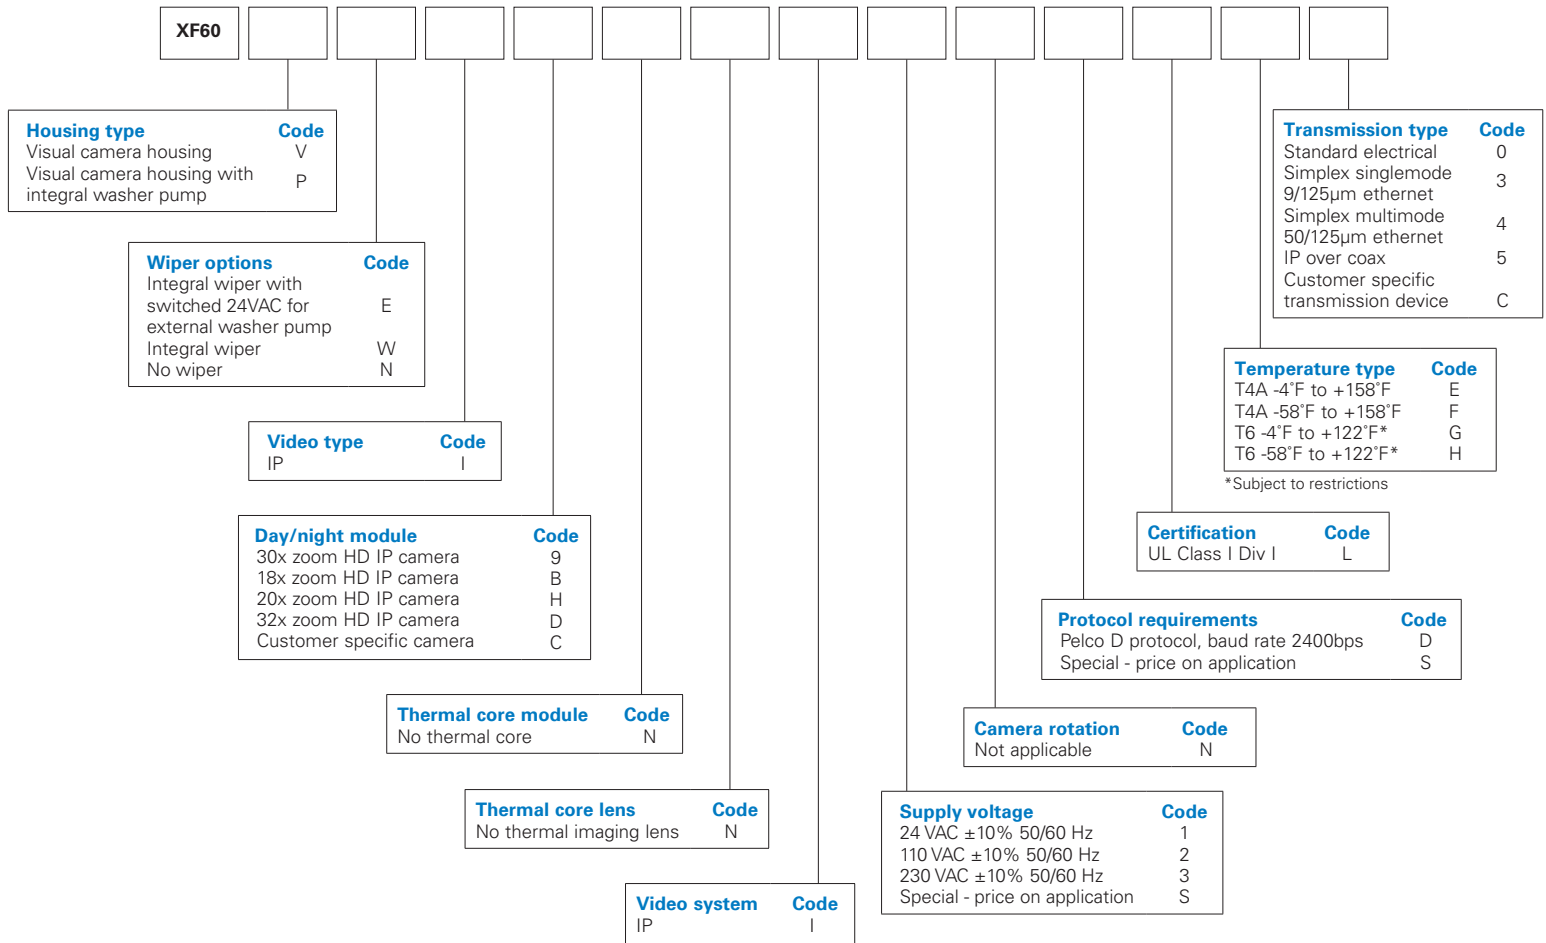 XF60
Housing type Code
Visual camera housing V
Visual camera housing with
integral washer pump P
Wiper options Code
Integral wiper with
switched 24VAC for E
external washer pump
Integral wiper W
No wiper N
Video type Code
IP I
Day/night module Code
30x zoom HD IP camera 9
18x zoom HD IP camera B
20x zoom HD IP camera H
32x zoom HD IP camera D
Customer specific camera C
Thermal core module Code
No thermal core N
Thermal core lens Code
No thermal imaging lens N
Video system Code
IP I
Supply voltage Code
24 VAC ±10% 50/60 Hz 1
110 VAC ±10% 50/60 Hz 2
230 VAC ±10% 50/60 Hz 3
Special - price on application S
Camera rotation Code
Not applicable N
Protocol requirements Code
Pelco D protocol, baud rate 2400bps D
Special - price on application S
Certification Code
UL Class I Div I L
Temperature type Code
T4A -4˚F to +158˚F E
T4A -58˚F to +158˚F F
T6 -4˚F to +122˚F* G
T6 -58˚F to +122˚F* H
*Subject to restrictions
Transmission type Code
Standard electrical 0
Simplex singlemode
9/125µm ethernet 3
Simplex multimode
50/125µm ethernet 4
IP over coax 5
Customer specific
transmission device C